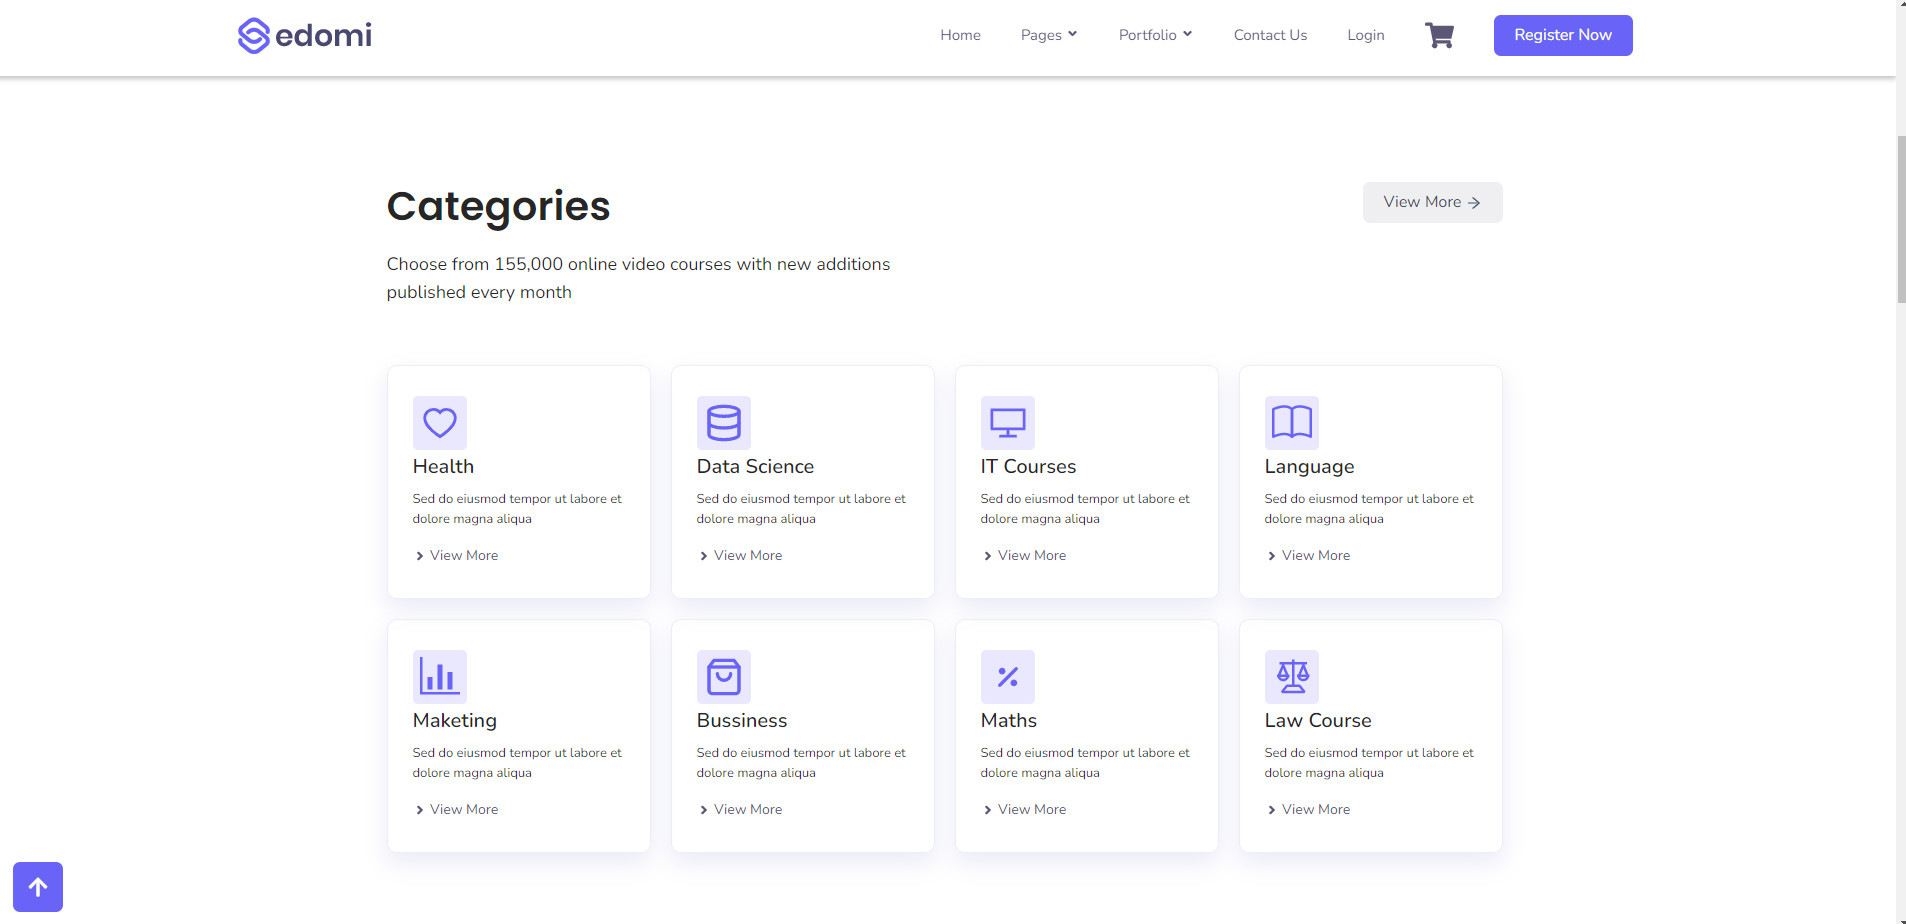 edomi
Home Pages Portfolio Contact Us Login Register Now
Categories
View More
Choose from 155,000 online video courses with new additions
published every month
Health
Sed do eiusmod tempor ut labore et
dolore magna aliqua
View More
Data Science
Sed do eiusmod tempor ut labore et
dolore magna aliqua
View More
IT Courses
Sed do eiusmod tempor ut labore et
dolore magna aliqua
View More
Language
Sed do eiusmod tempor ut labore et
dolore magna aliqua
View More
Maketing
Sed do eiusmod tempor ut labore et
dolore magna aliqua
View More
Bussiness
Sed do eiusmod tempor ut labore et
dolore magna aliqua
View More
Maths
Sed do eiusmod tempor ut labore et
dolore magna aliqua
View More
Law Course
Sed do eiusmod tempor ut labore et
dolore magna aliqua
View More